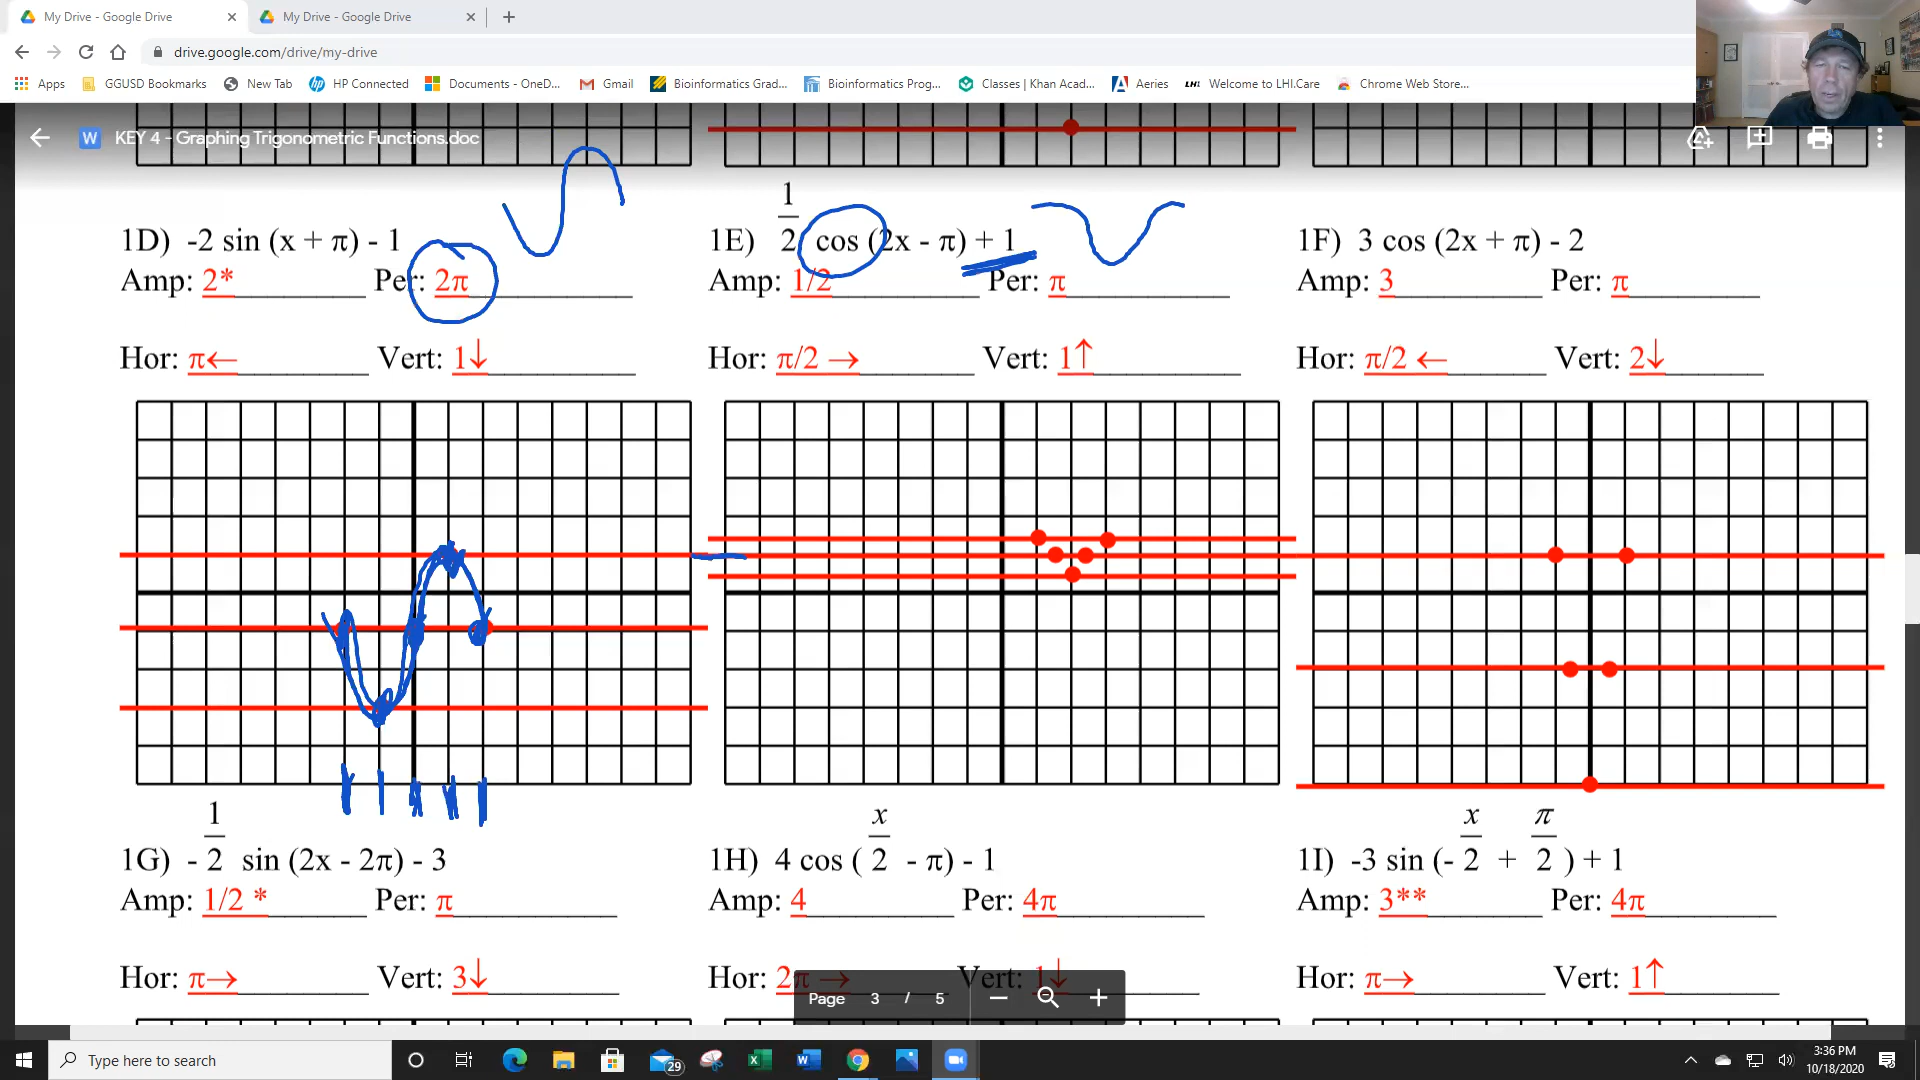 My Drive - Google Drive
My Drive - Google Drive
drive.google.com/drive/my-drive
Apps GGUSD Bookmarks New Tab HP Connected Documents - OneD... Gmail Bioinformatics Grad... Bioinformatics Prog... Classes | Khan Acad... Aeries LHI Welcome to LHI.Care Chrome Web Store...
W KEY 4 - Graphing Trigonometric Functions.doc
1D) -2 sin (x + π) - 1
Amp: 2* Per: 2π
Hor: π← Vert: 1↓
1E) 1/2 cos (2x - π) + 1
Amp: 1/2 Per: π
Hor: π/2 → Vert: 1↑
1F) 3 cos (2x + π) - 2
Amp: 3 Per: π
Hor: π/2 ← Vert: 2↓
1G) - 1/2 sin (2x - 2π) - 3
Amp: 1/2 * Per: π
Hor: π→ Vert: 3↓
1H) 4 cos ( x/2 - π) - 1
Amp: 4 Per: 4π
Hor: 2π → Vert: 1↓
1I) -3 sin (- x/2 + π/2 ) + 1
Amp: 3** Per: 4π
Hor: π→ Vert: 1↑
Page 3 / 5
Type here to search
29
3:36 PM
10/18/2020